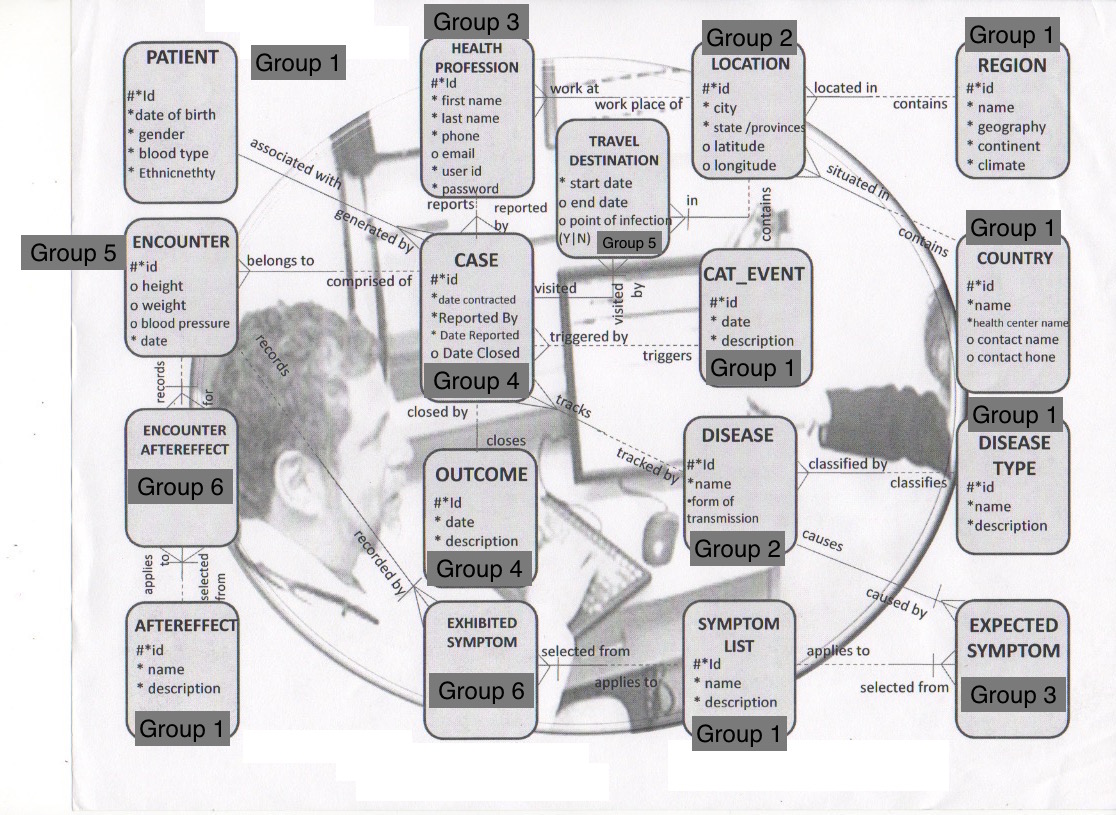 Group 1
PATIENT
#*Id
*date of birth
* gender
* blood type
* Ethnicnethty
Group 3
HEALTH
PROFESSION
#*Id
* first name
* last name
* phone
o email
* user id
* password
work at
work place of
Group 2
LOCATION
#*id
* city
* state /provinces
o latitude
o longitude
located in
contains
Group 1
REGION
#*id
* name
* geography
* continent
* climate
TRAVEL
DESTINATION
* start date
o end date
o point of infection
(Y|N)
Group 5
in
contains
situated in
contains
associated with
generated by
reports
reported
by
Group 5
ENCOUNTER
#*id
o height
o weight
o blood pressure
* date
belongs to
comprised of
CASE
#*id
*date contracted
*Reported By
* Date Reported
o Date Closed
Group 4
visited
visited
by
triggered by
triggers
CAT_EVENT
#*id
* date
* description
Group 1
Group 1
COUNTRY
#*id
*name
*health center name
o contact name
o contact hone
records
for
records
recorded by
closed by
closes
tracks
tracked by
ENCOUNTER
AFTEREFFECT
Group 6
OUTCOME
#*Id
* date
* description
Group 4
DISEASE
#*Id
*name
•form of
transmission
Group 2
classified by
classifies
Group 1
DISEASE
TYPE
#*id
*name
*description
causes
caused by
applies
to
selected
from
AFTEREFFECT
#*id
* name
* description
Group 1
EXHIBITED
SYMPTOM
Group 6
selected from
applies to
SYMPTOM
LIST
#*Id
* name
* description
Group 1
applies to
selected from
EXPECTED
SYMPTOM
Group 3